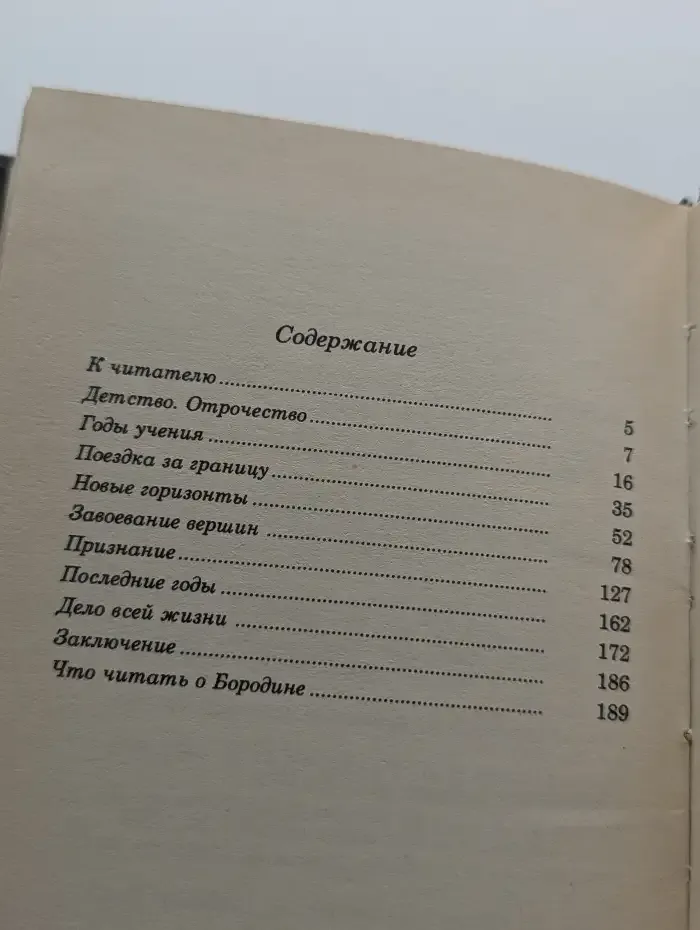 Содержание
К читателю 5
Детство. Отрочество 7
Годы учения 16
Поездка за границу 35
Новые горизонты 52
Завоевание вершин 78
Признание 127
Последние годы 162
Дело всей жизни 172
Заключение 186
Что читать о Бородине 189